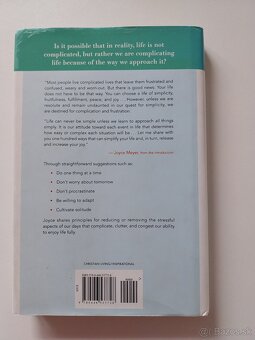 Is it possible that in reality, life is not
complicated, but rather we are complicating
life because of the way we approach it?
"Most people live complicated lives that leave them frustrated and
confused, weary and worn-out. But there is good news: Your life
does not have to be that way. You can choose a life of simplicity,
fruitfulness, fulfillment, peace, and joy ... However, unless we are
resolute and remain undaunted in our quest for simplicity, we are
designed for complication and frustration.
"Life can never be simple unless we learn to approach all things
simply. It is our attitude toward each event in life that determines
how easy or complex each situation will be... Let me share with
you one hundred ways that can simplify your life and, in turn, release
and increase your joy."
—Joyce Meyer, from the Introduction
Through straightforward suggestions such as:
• Do one thing at a time
• Don't worry about tomorrow
• Don't procrastinate
• Be willing to adapt
• Cultivate solitude
Joyce shares principles for reducing or removing the stressful
aspects of our days that complicate, clutter, and congest our ability
to enjoy life fully.
CHRISTIAN LIVING/INSPIRATIONAL